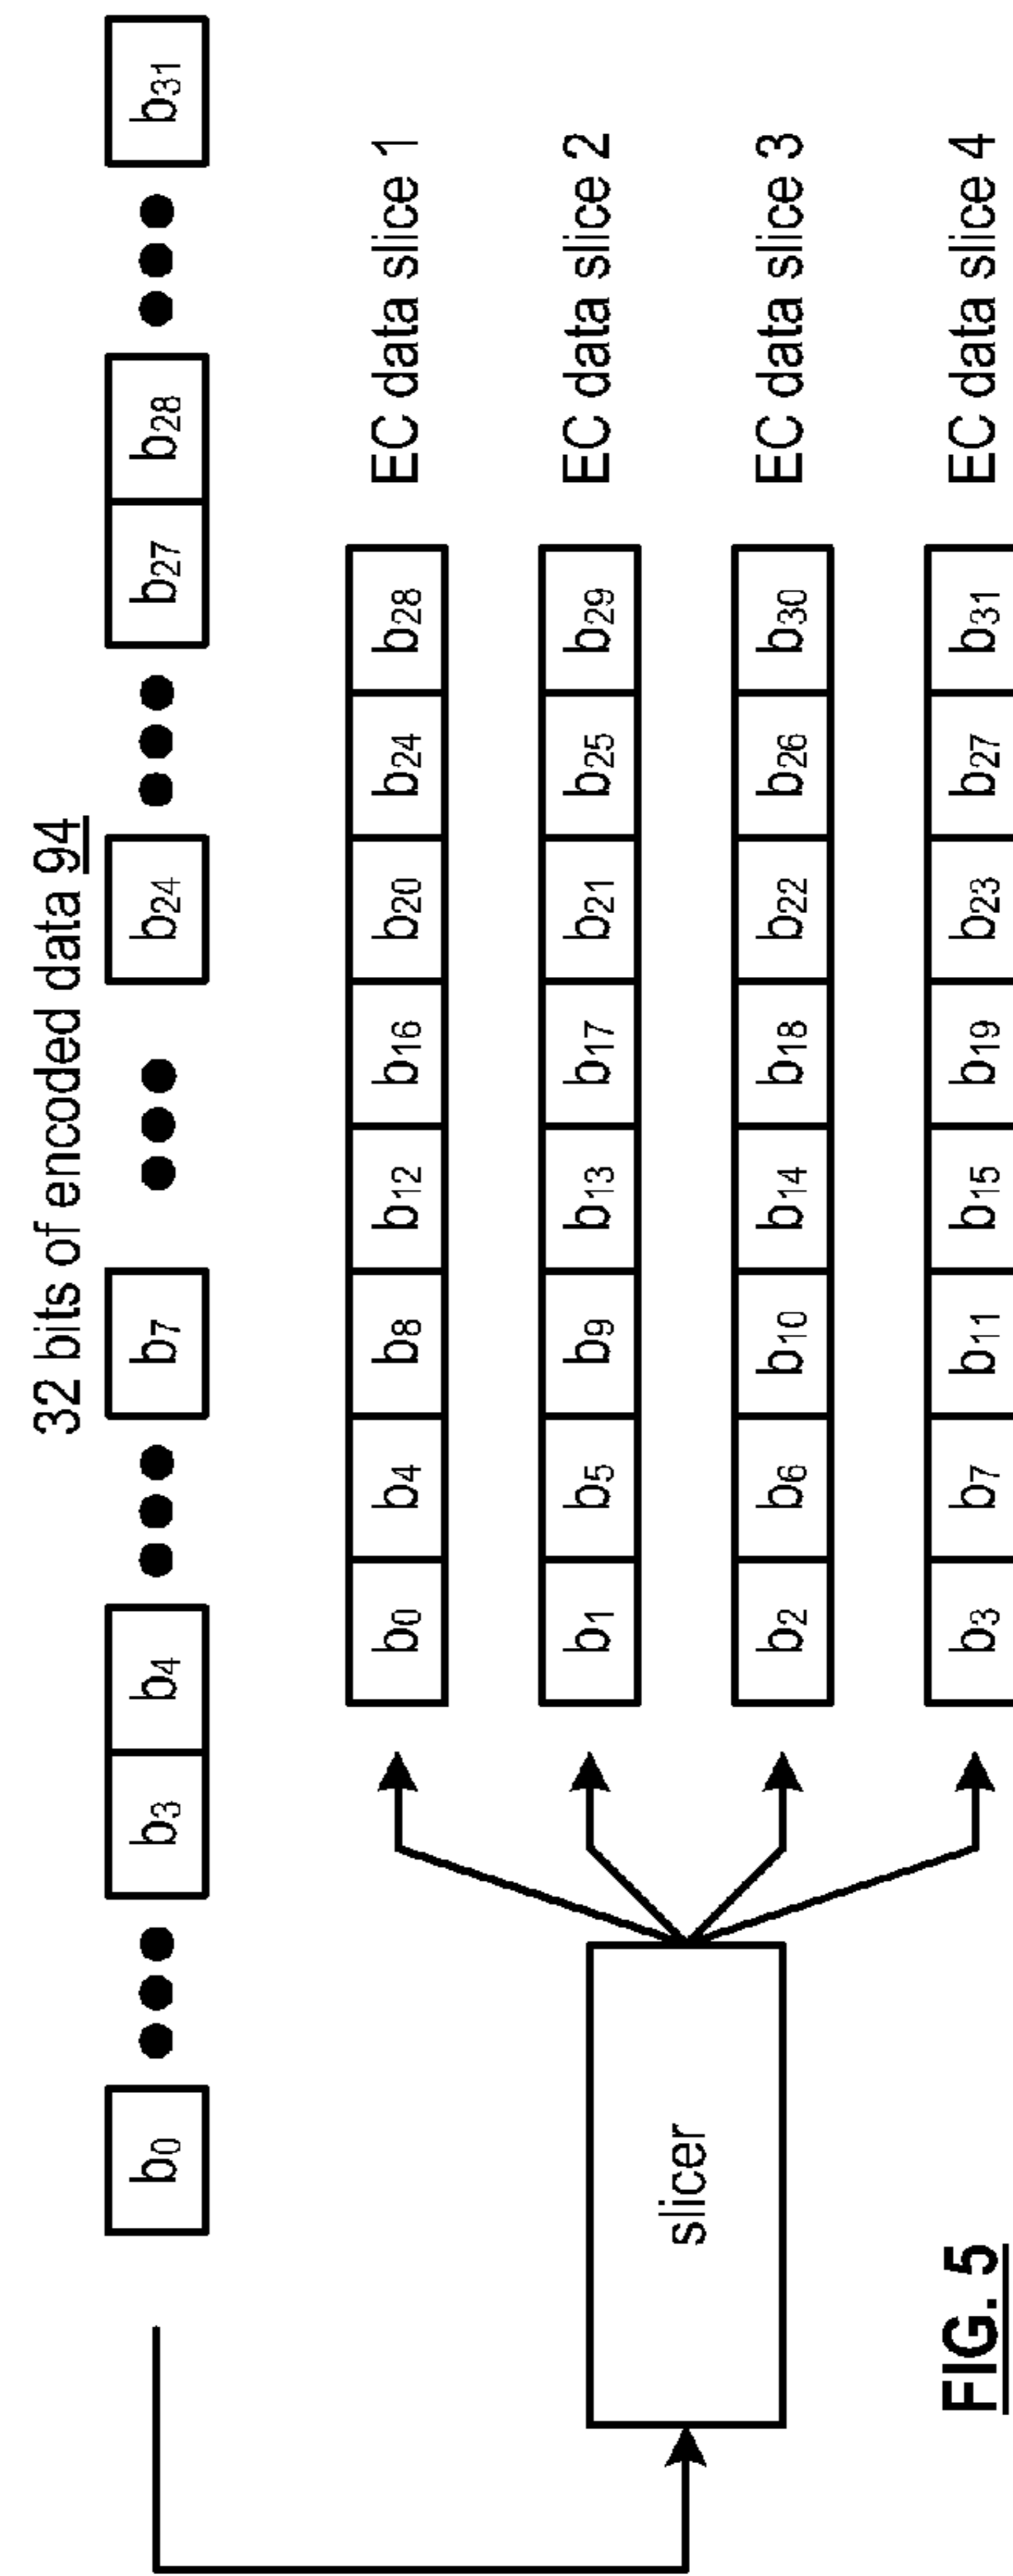 32 bits of encoded data 94
b0 ••• b3 b4 ••• b7 ••• b24 ••• b27 b28 ••• b31
b0 b4 b8 b12 b16 b20 b24 b28 EC data slice 1
b1 b5 b9 b13 b17 b21 b25 b29 EC data slice 2
slicer
b2 b6 b10 b14 b18 b22 b26 b30 EC data slice 3
b3 b7 b11 b15 b19 b23 b27 b31 EC data slice 4
FIG. 5